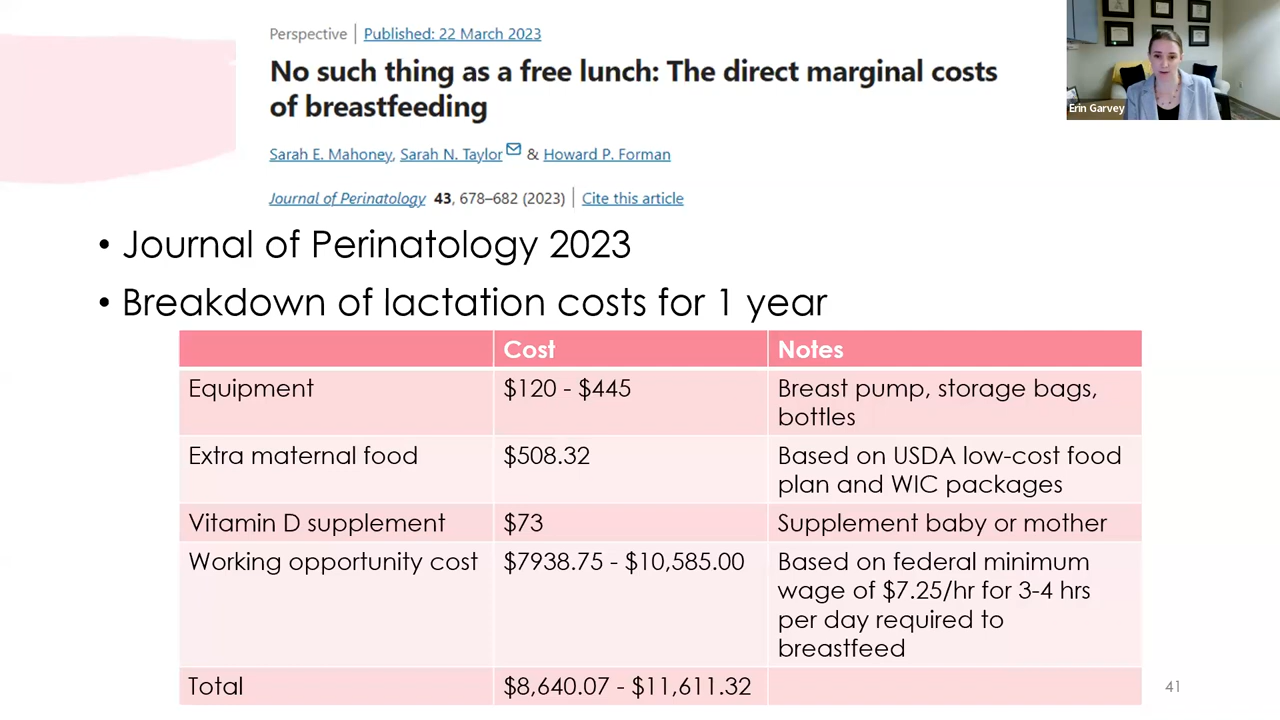 Perspective | Published: 22 March 2023
No such thing as a free lunch: The direct marginal costs
of breastfeeding
Sarah E. Mahoney, Sarah N. Taylor & Howard P. Forman
Journal of Perinatology 43, 678–682 (2023) | Cite this article
Erin Garvey
• Journal of Perinatology 2023
• Breakdown of lactation costs for 1 year
Cost Notes
Equipment $120 - $445 Breast pump, storage bags,
bottles
Extra maternal food $508.32 Based on USDA low-cost food
plan and WIC packages
Vitamin D supplement $73 Supplement baby or mother
Working opportunity cost $7938.75 - $10,585.00 Based on federal minimum
wage of $7.25/hr for 3-4 hrs
per day required to
breastfeed
Total $8,640.07 - $11,611.32
41